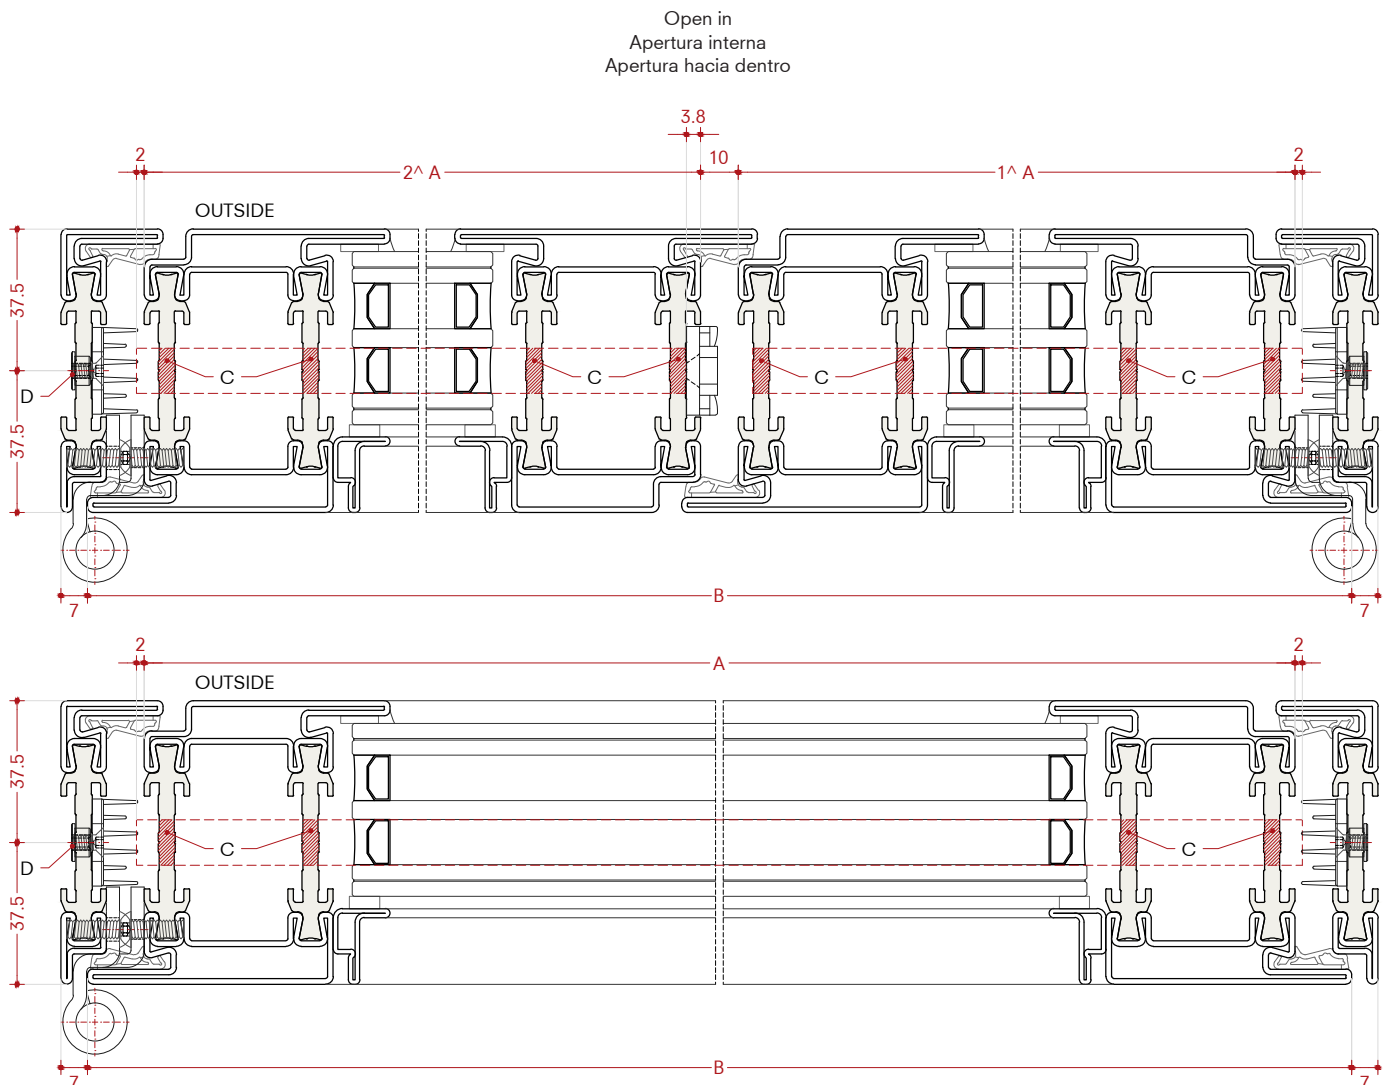 Open in
Apertura interna
Apertura hacia dentro
3.8
2 2^ A 10 1^ A 2
OUTSIDE
37.5
C C C C
D
37.5
7 B 7
2 A 2
OUTSIDE
37.5
C C
D
37.5
7 B 7